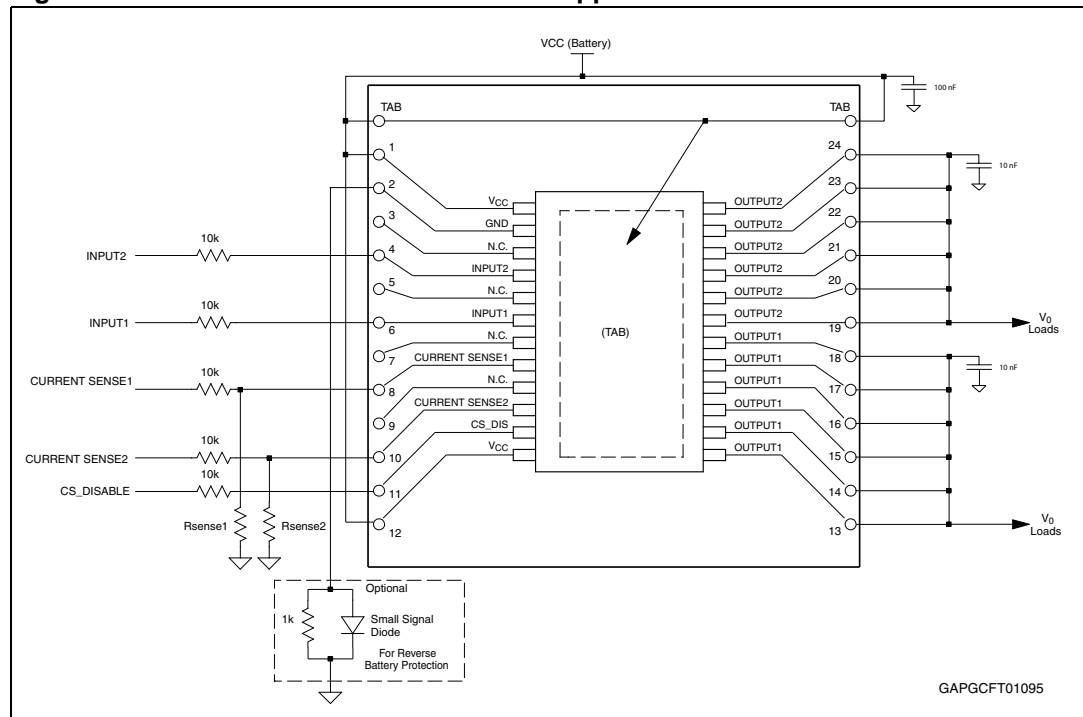 VCC (Battery)
100 nF
TAB
TAB
1
24
10 nF
2
23
VCC
OUTPUT2
3
GND
OUTPUT2
22
10k
N.C.
OUTPUT2
INPUT2
4
INPUT2
OUTPUT2
21
5
N.C.
OUTPUT2
20
10k
INPUT1
6
INPUT1
OUTPUT2
19
V0
Loads
(TAB)
7
N.C.
OUTPUT1
18
10k
CURRENT SENSE1
CURRENT SENSE1
OUTPUT1
10 nF
8
N.C.
OUTPUT1
17
9
CURRENT SENSE2
OUTPUT1
16
10k
CURRENT SENSE2
10
CS_DIS
OUTPUT1
15
10k
CS_DISABLE
11
VCC
OUTPUT1
14
Rsense1
Rsense2
12
13
V0
Loads
Optional
1k
Small Signal
Diode
For Reverse
Battery Protection
GAPGCFT01095